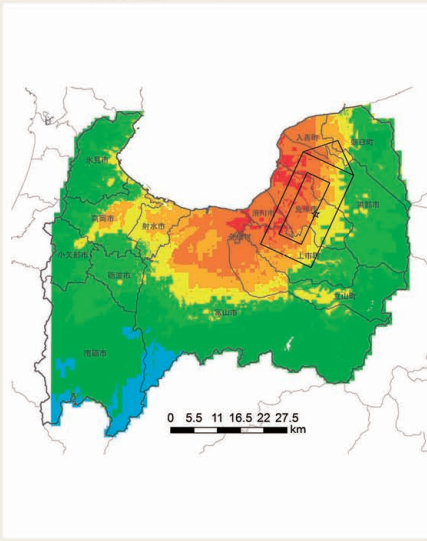 入善町
朝日町
氷見市
黒部市
魚津市
高岡市
滑川市
射水市
上市町
小矢部市
砺波市
立山町
富山市
南砺市
0 5.5 11 16.5 22 27.5
km